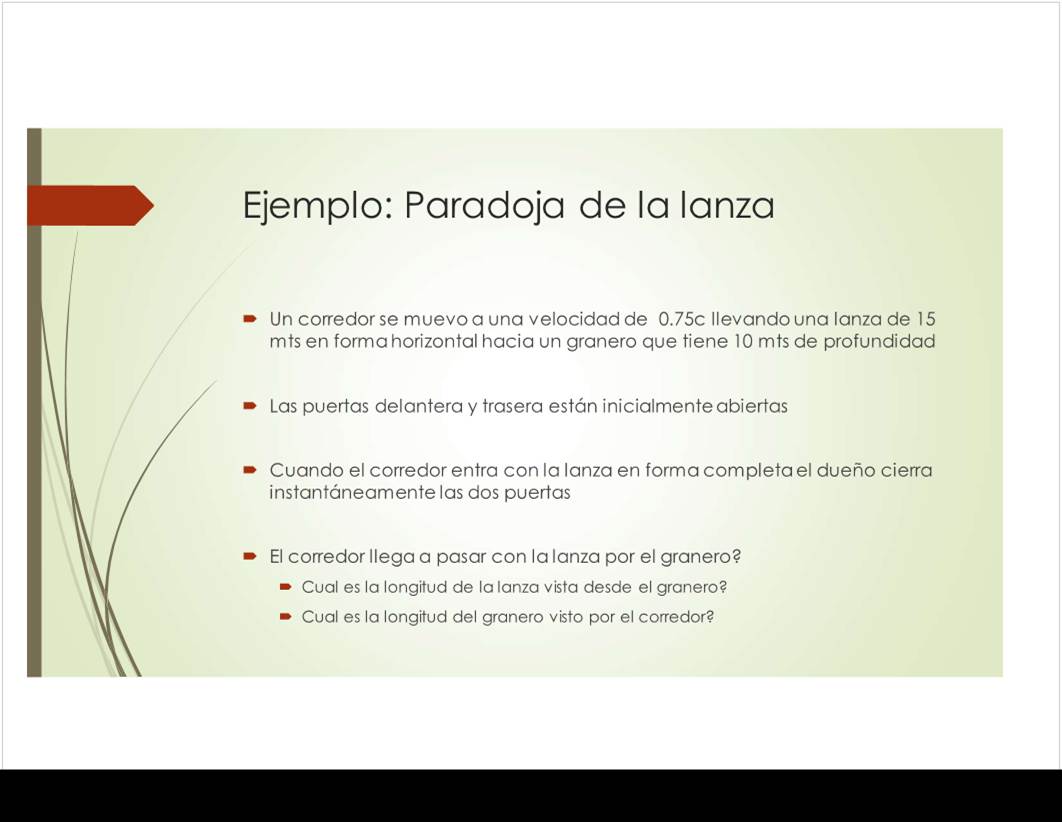 Ejemplo: Paradoja de la lanza
Un corredor se muevo a una velocidad de 0.75c llevando una lanza de 15
mts en forma horizontal hacia un granero que tiene 10 mts de profundidad
Las puertas delantera y trasera están inicialmente abiertas
Cuando el corredor entra con la lanza en forma completa el dueño cierra
instantáneamente las dos puertas
El corredor llega a pasar con la lanza por el granero?
Cual es la longitud de la lanza vista desde el granero?
Cual es la longitud del granero visto por el corredor?